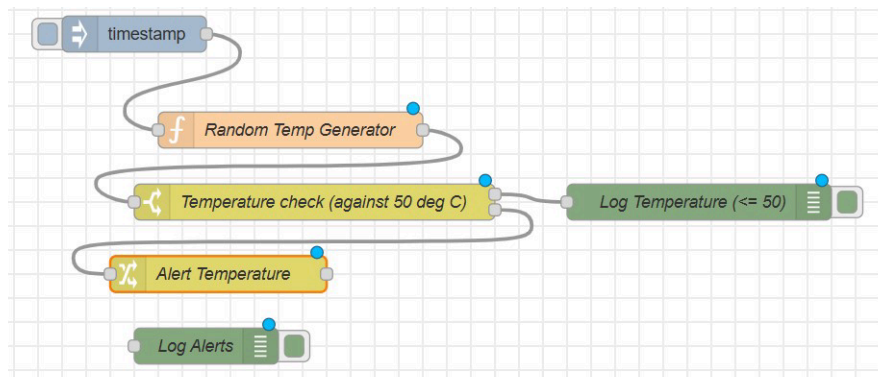 timestamp
Random Temp Generator
Temperature check (against 50 deg C)
Log Temperature (<= 50)
Alert Temperature
Log Alerts